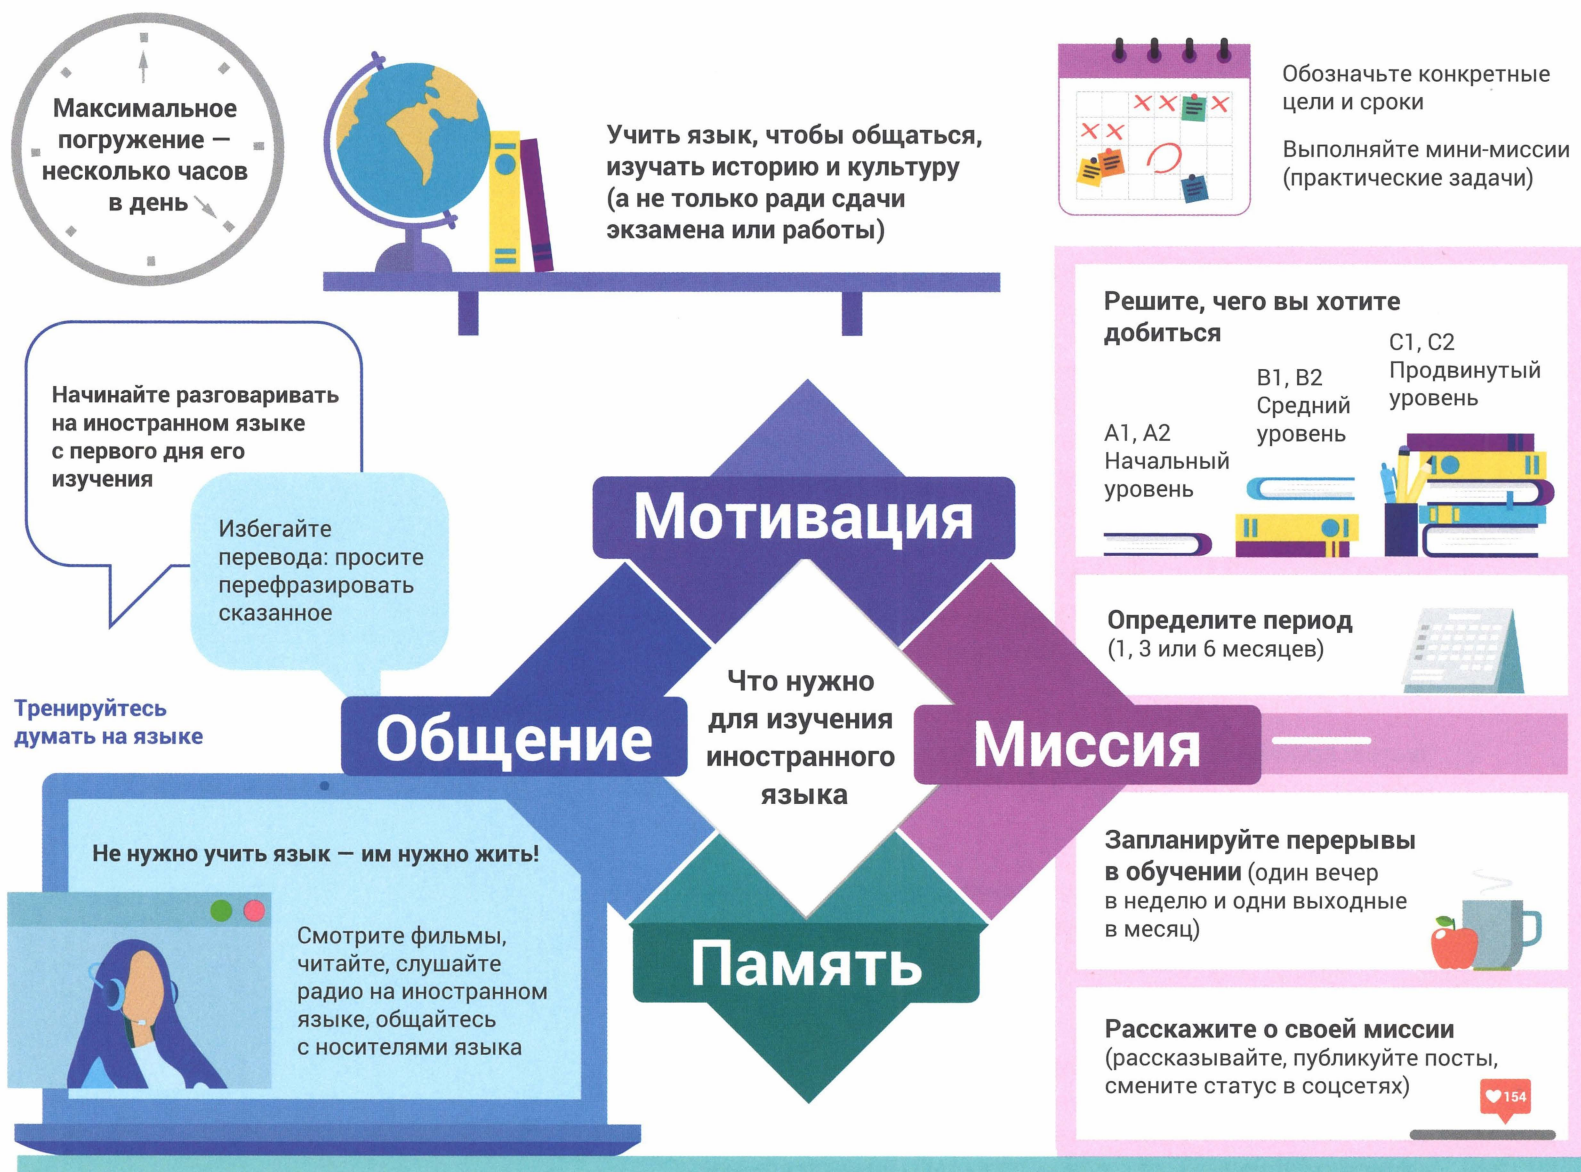 Максимальное
погружение —
несколько часов
в день
Учить язык, чтобы общаться,
изучать историю и культуру
(а не только ради сдачи
экзамена или работы)
Обозначьте конкретные
цели и сроки
Выполняйте мини-миссии
(практические задачи)
Начинайте разговаривать
на иностранном языке
с первого дня его
изучения
Избегайте
перевода: просите
перефразировать
сказанное
Тренируйтесь
думать на языке
Мотивация
Общение
Что нужно
для изучения
иностранного
языка
Миссия
Память
Решите, чего вы хотите
добиться
A1, A2
Начальный
уровень
B1, B2
Средний
уровень
C1, C2
Продвинутый
уровень
Определите период
(1, 3 или 6 месяцев)
Запланируйте перерывы
в обучении (один вечер
в неделю и одни выходные
в месяц)
Расскажите о своей миссии
(рассказывайте, публикуйте посты,
смените статус в соцсетях)
154
Не нужно учить язык — им нужно жить!
Смотрите фильмы,
читайте, слушайте
радио на иностранном
языке, общайтесь
с носителями языка